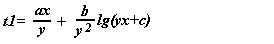 t1= ax/y + b/y² lg(yx+c)